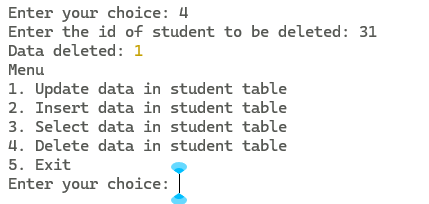 Enter your choice: 4
Enter the id of student to be deleted: 31
Data deleted: 1
Menu
1. Update data in student table
2. Insert data in student table
3. Select data in student table
4. Delete data in student table
5. Exit
Enter your choice: